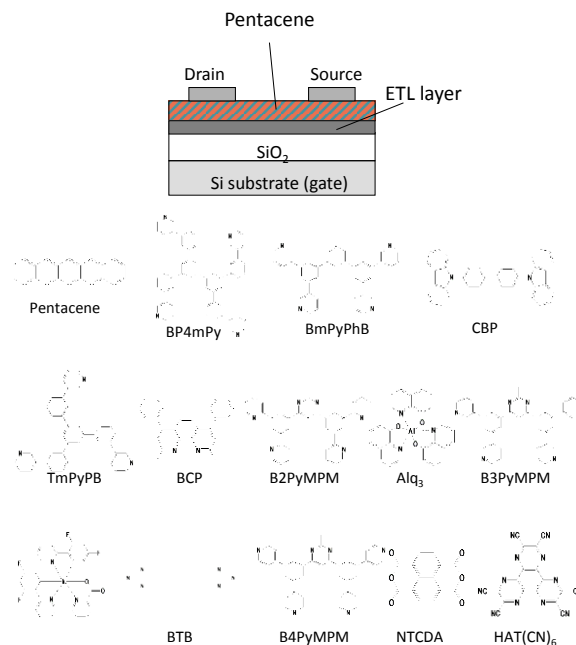 Pentacene
Drain
Source
ETL layer
SiO₂
Si substrate (gate)
Pentacene
BP4mPy
BmPyPhB
CBP
TmPyPB
BCP
B2PyMPM
Alq₃
B3PyMPM
BTB
B4PyMPM
NTCDA
HAT(CN)₆